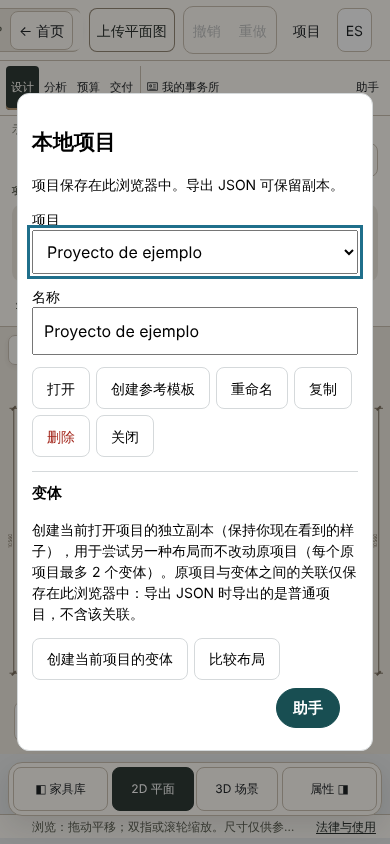 ← 首页 上传平面图 撤销 重做 项目 ES
设计 分析 预算 交付 我的事务所 助手
本地项目
项目保存在此浏览器中。导出 JSON 可保留副本。
项目
Proyecto de ejemplo
名称
Proyecto de ejemplo
打开 创建参考模板 重命名 复制
删除 关闭
变体
创建当前打开项目的独立副本（保持你现在看到的样
子），用于尝试另一种布局而不改动原项目（每个原
项目最多 2 个变体）。原项目与变体之间的关联仅保
存在此浏览器中：导出 JSON 时导出的是普通项
目，不含该关联。
创建当前项目的变体 比较布局
助手
家具库 2D 平面 3D 场景 属性
浏览：拖动平移；双指或滚轮缩放。尺寸仅供参... 法律与使用